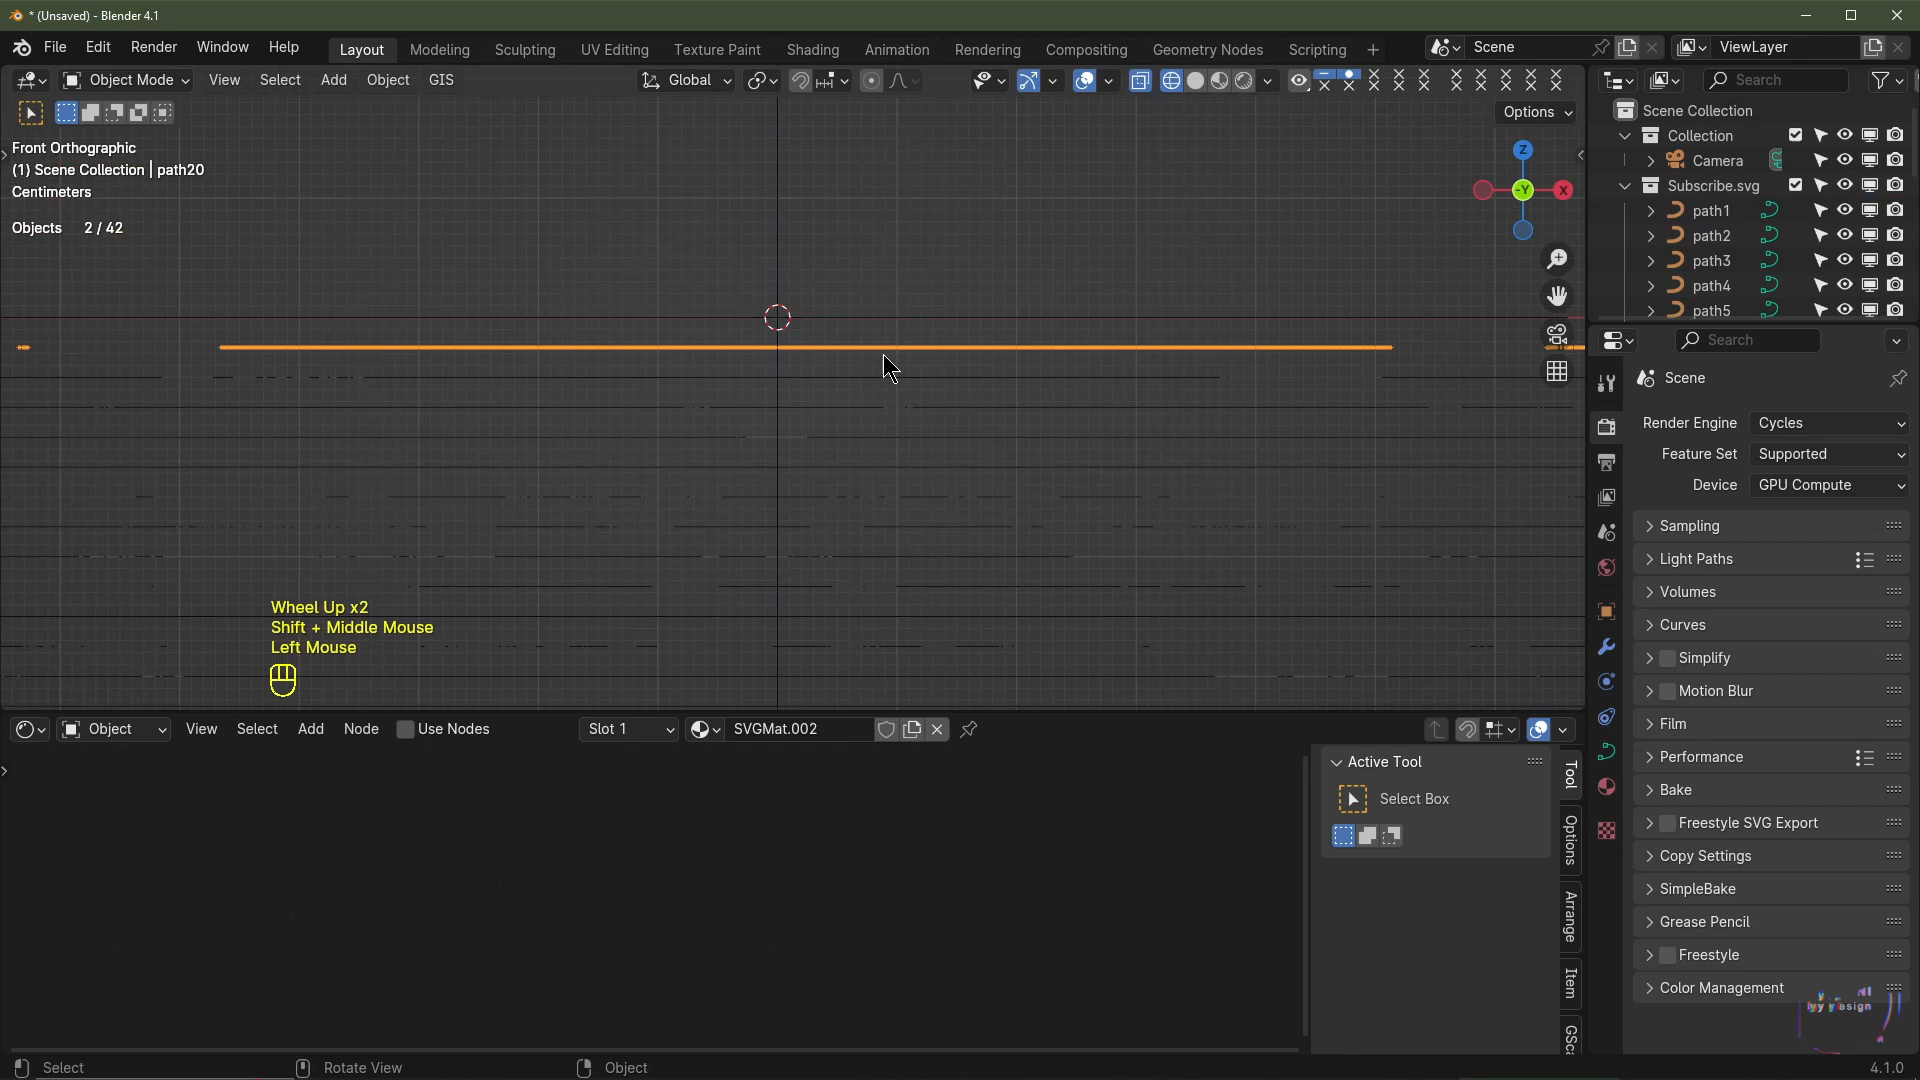 * (Unsaved) - Blender 4.1
File Edit Render Window Help Layout Modeling Sculpting UV Editing Texture Paint Shading Animation Rendering Compositing Geometry Nodes Scripting + Scene ViewLayer
Object Mode View Select Add Object GIS Global Search
Options
Front Orthographic
(1) Scene Collection | path20
Centimeters
Objects 2 / 42
Z
-Y
X
Scene Collection
Collection
Camera
Subscribe.svg
path1
path2
path3
path4
path5
Search
Scene
Render Engine Cycles
Feature Set Supported
Device GPU Compute
Sampling
Light Paths
Volumes
Curves
Simplify
Motion Blur
Film
Performance
Bake
Freestyle SVG Export
Copy Settings
SimpleBake
Grease Pencil
Freestyle
Color Management
Wheel Up x2
Shift + Middle Mouse
Left Mouse
Object View Select Add Node Use Nodes Slot 1 SVGMat.002
Active Tool
Select Box
Tool
Options
Arrange
Item
Select Rotate View Object 4.1.0